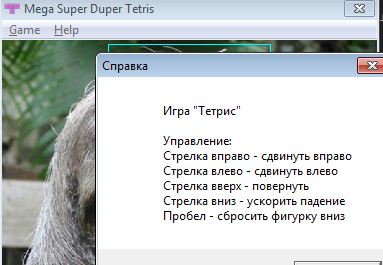 Mega Super Duper Tetris
Game Help
Справка
Игра "Тетрис"
Управление:
Стрелка вправо - сдвинуть вправо
Стрелка влево - сдвинуть влево
Стрелка вверх - повернуть
Стрелка вниз - ускорить падение
Пробел - сбросить фигурку вниз